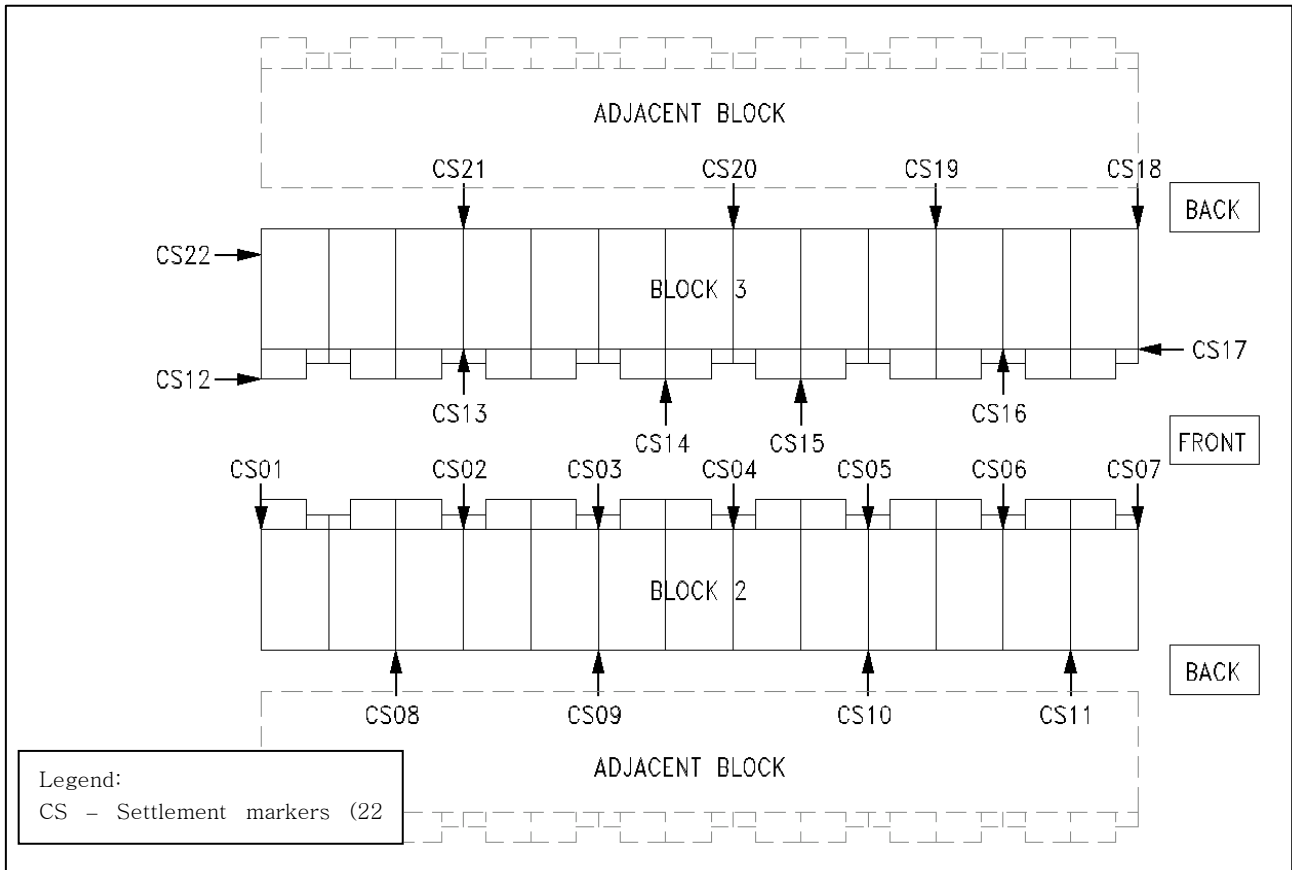 ADJACENT BLOCK
CS21
CS20
CS19
CS18
BACK
CS22
BLOCK 3
CS17
CS12
CS13
CS16
CS14
CS15
FRONT
CS01
CS02
CS03
CS04
CS05
CS06
CS07
BLOCK 2
BACK
CS08
CS09
CS10
CS11
ADJACENT BLOCK
Legend:
CS – Settlement markers (22